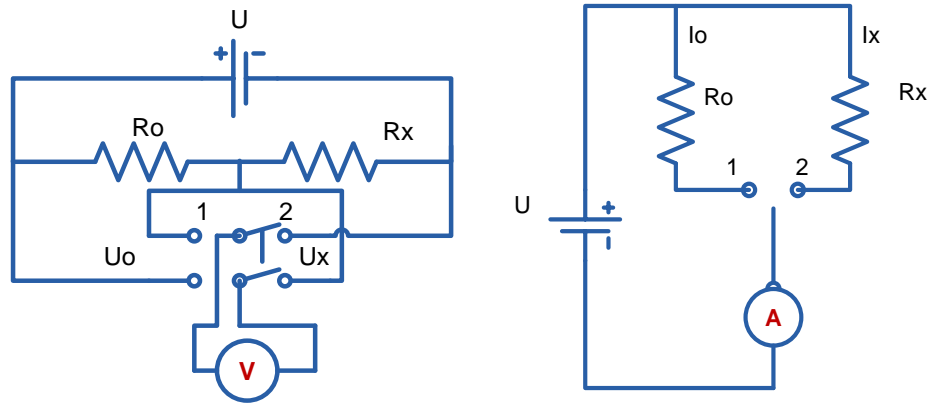 U
+ −
Ro
Rx
1
2
Uo
Ux
V
Io
Ix
Ro
Rx
1
2
U
+
−
A